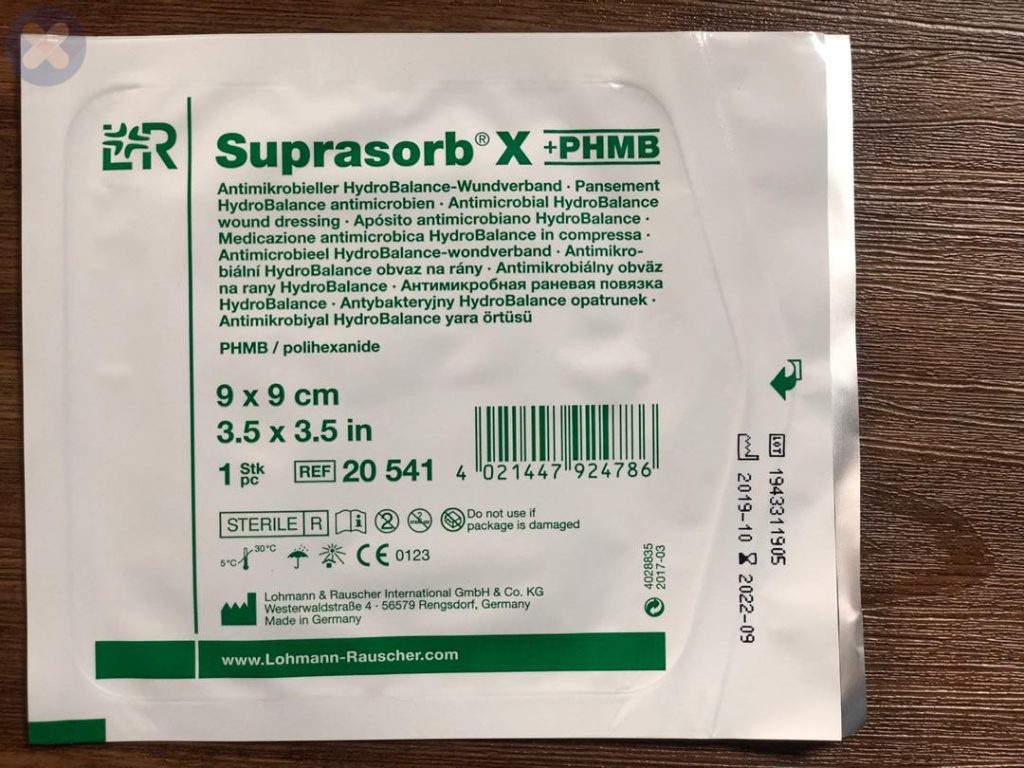 L&R
Suprasorb® X +PHMB
Antimikrobieller HydroBalance-Wundverband · Pansement
HydroBalance antimicrobien · Antimicrobial HydroBalance
wound dressing · Apósito antimicrobiano HydroBalance ·
Medicazione antimicrobica HydroBalance in compressa ·
Antimicrobieel HydroBalance-wondverband · Antimikro-
biální HydroBalance obvaz na rány · Antimikrobiálny obväz
na rany HydroBalance · Антимикробная раневая повязка
HydroBalance · Antybakteryjny HydroBalance opatrunek ·
Antimikrobiyal HydroBalance yara örtüsü
PHMB / polihexanide
9 x 9 cm
3.5 x 3.5 in
1 Stk pc REF 20 541
4 021447 924786
STERILE R
Do not use if
package is damaged
5°C 30°C
CE 0123
Lohmann & Rauscher International GmbH & Co. KG
Westerwaldstraße 4 · 56579 Rengsdorf, Germany
Made in Germany
4028835
2017-03
www.Lohmann-Rauscher.com
LOT 1943311905
2019-10 2022-09